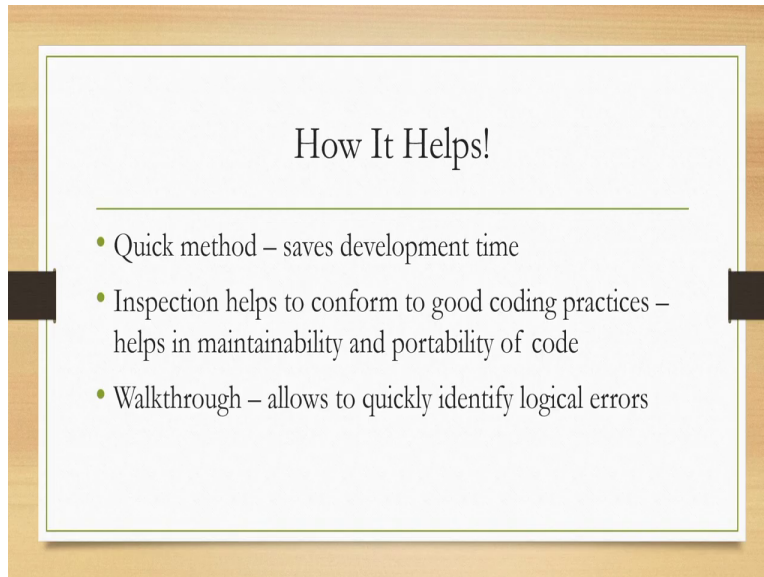 How It Helps!
• Quick method – saves development time
• Inspection helps to conform to good coding practices –
helps in maintainability and portability of code
• Walkthrough – allows to quickly identify logical errors